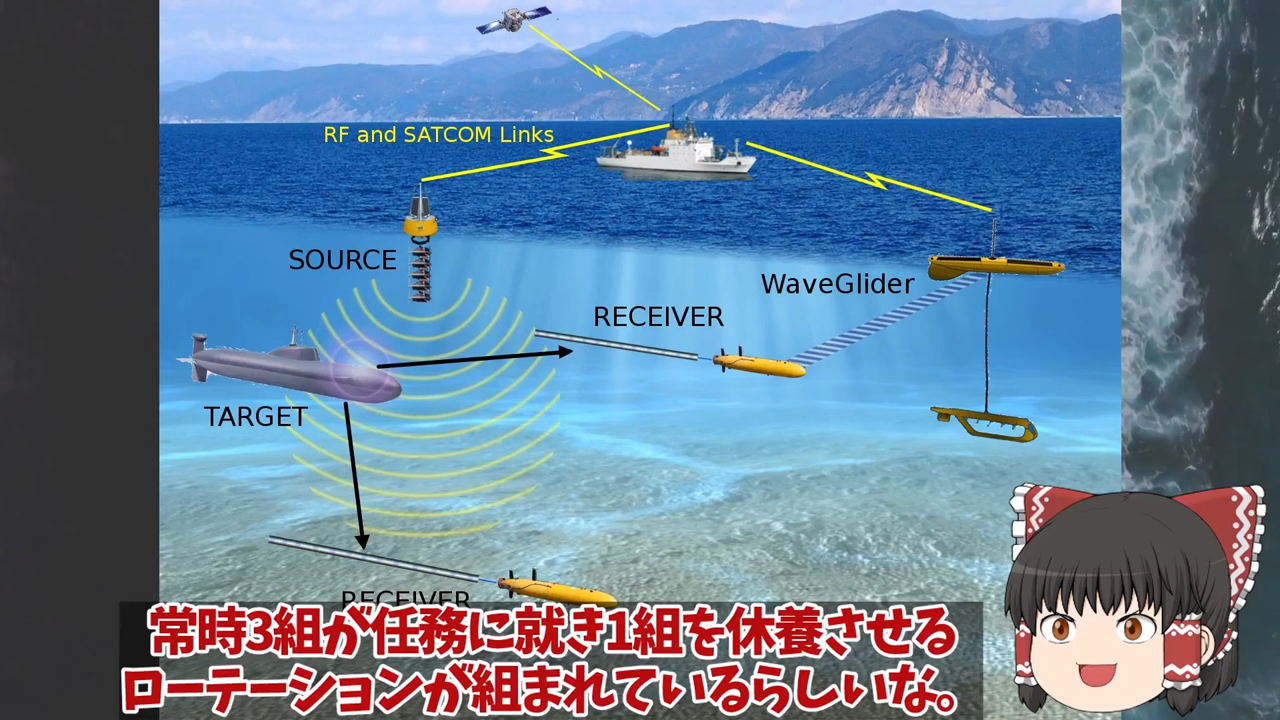 RF and SATCOM Links
SOURCE
WaveGlider
RECEIVER
TARGET
RECEIVER
常時3組が任務に就き1組を休養させる
ローテーションが組まれているらしいな。